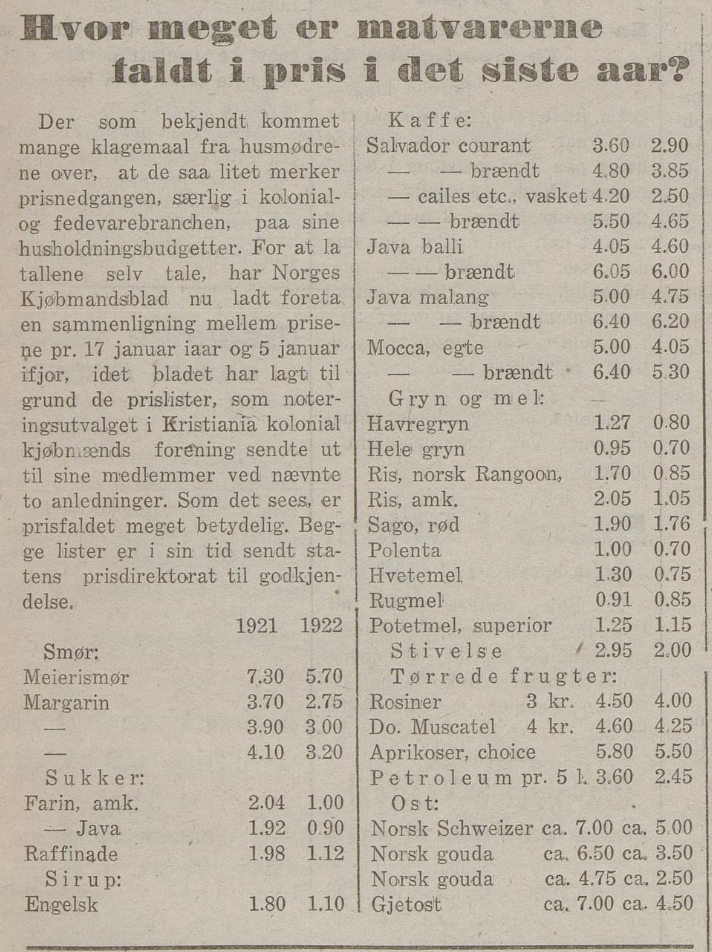 Hvor meget er matvarerne
faldt i pris i det siste aar?
Der som bekjendt kommet
mange klagemaal fra husmødre-
ne over, at de saa litet merker
prisnedgangen, særlig i kolonial-
og fedevarebranchen, paa sine
husholdningsbudgetter. For at la
tallene selv tale, har Norges
Kjøbmandsblad nu ladt foreta
en sammenligning mellem prise-
ne pr. 17 januar iaar og 5 januar
ifjor, idet bladet har lagt til
grund de prislister, som noter-
ingsutvalget i Kristiania kolonial
kjøbmænds forening sendte ut
til sine medlemmer ved nævnte
to anledninger. Som det sees, er
prisfaldet meget betydelig. Beg-
ge lister er i sin tid sendt sta-
tens prisdirektorat til godkjen-
delse.
1921 1922
Smør:
Meierismør 7.30 5.70
Margarin 3.70 2.75
— 3.90 3.00
— 4.10 3.20
Sukker:
Farin, amk. 2.04 1.00
— Java 1.92 0.90
Raffinade 1.98 1.12
Sirup:
Engelsk 1.80 1.10
Kaffe:
Salvador courant 3.60 2.90
— — brændt 4.80 3.85
— cailes etc., vasket 4.20 2.50
— — brændt 5.50 4.65
Java balli 4.05 4.60
— — brændt 6.05 6.00
Java malang 5.00 4.75
— — brændt 6.40 6.20
Mocca, egte 5.00 4.05
— — brændt 6.40 5.30
Gryn og mel:
Havregryn 1.27 0.80
Hele gryn 0.95 0.70
Ris, norsk Rangoon, 1.70 0.85
Ris, amk. 2.05 1.05
Sago, rød 1.90 1.76
Polenta 1.00 0.70
Hvetemel 1.30 0.75
Rugmel 0.91 0.85
Potetmel, superior 1.25 1.15
Stivelse 2.95 2.00
Tørrede frugter:
Rosiner 3 kr. 4.50 4.00
Do. Muscatel 4 kr. 4.60 4.25
Aprikoser, choice 5.80 5.50
Petroleum pr. 5 l. 3.60 2.45
Ost:
Norsk Schweizer ca. 7.00 ca. 5.00
Norsk gouda ca. 6.50 ca. 3.50
Norsk gouda ca. 4.75 ca. 2.50
Gjetost ca. 7.00 ca. 4.50